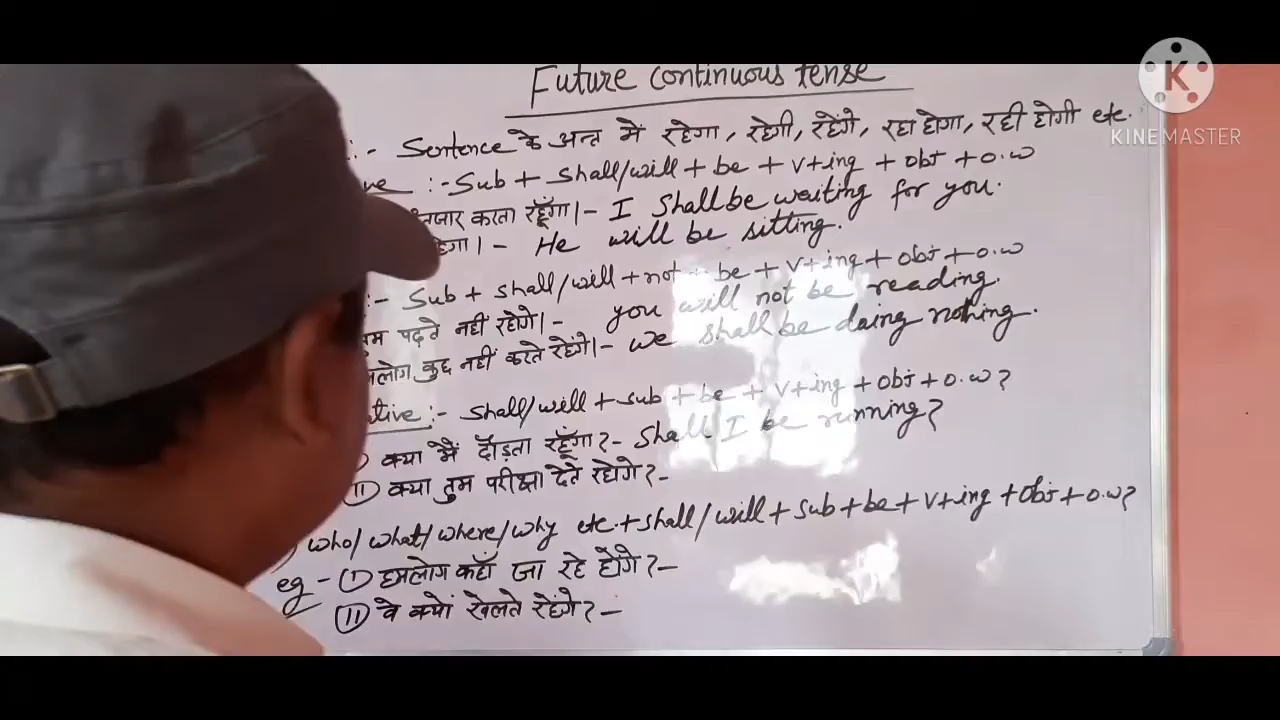 Future continuous tense
:- Sentence के अन्त में रहेगा, रहेगी, रहेंगे, रहा होगा, रही होगी etc.
ve :- Sub + Shall/will + be + v+ing + obj + o.w
करता रहूँगा। - I Shall be waiting for you.
- He will be sitting.
:- Sub + shall/will + not + be + v+ing + obj + o.w
पढ़ते नहीं रहोगे। - you will not be reading.
कुछ नहीं करते रहेंगे। - we shall be daing nothing.
ative :- Shall/will + sub + be + v+ing + obj + o.w?
क्या मैं दौड़ता रहूँगा? - Shall I be running?
(II) क्या तुम परीक्षा देते रहोगे? -
who/what/where/why etc. + shall/will + sub + be + v+ing + obj + o.w?
eg - (I) हमलोग कहाँ जा रहे होंगे? -
(II) वे क्यों खेलते रहेंगे? -
KINEMASTER